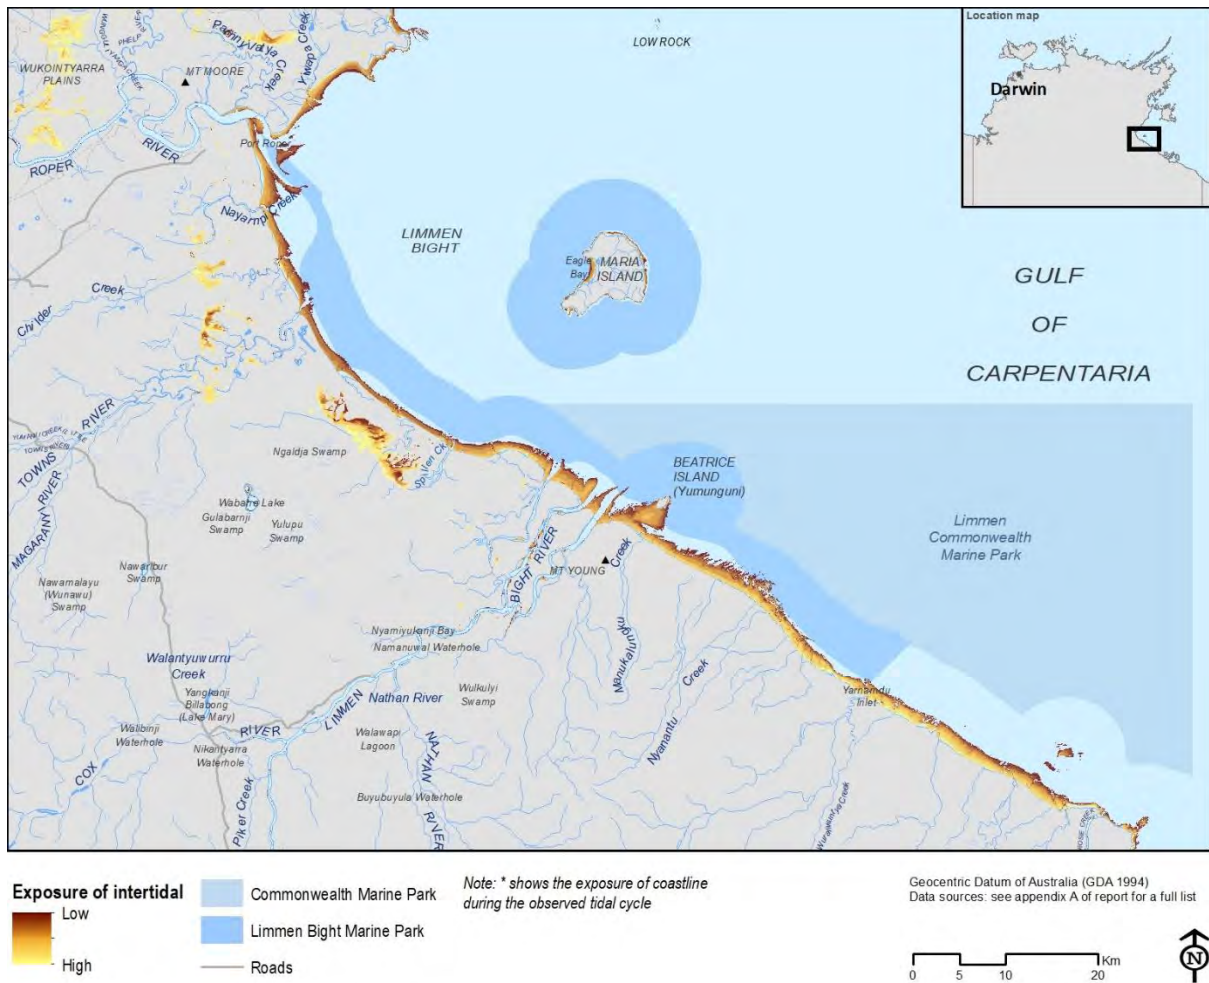 LOW ROCK
Location map
Darwin
WUKOINTYARRA
PLAINS
MT MOORE
Creek
Ywapa Creek
ROPER
RIVER
Port Roper
Nayarnpi Creek
LIMMEN
BIGHT
Eagle
Bay
MARIA
ISLAND
GULF
OF
CARPENTARIA
Creek
TOWNS
RIVER
Ngaldja Swamp
BEATRICE
ISLAND
(Yumunguni)
Limmen
Commonwealth
Marine Park
Gulabarnji
Swamp
Yulupu
Swamp
MAGARANY RIVER
Nawaribur
Swamp
Nawamalayu
(Wunawu)
Swamp
BIGHT RIVER
MT YOUNG
Creek
Nyamiyukanji Bay
Namanuwal Waterhole
Walantyuwurru
Creek
Yangkanji
Billabong
(Lake Mary)
Nathan River
Wulkulyi
Swamp
Manukalungku
Nyanantu
Creek
Yarnamdu
Inlet
Walibinji
Waterhole
RIVER
LIMMEN
Walawapi
Lagoon
Nikantyarra
Waterhole
COX
NATHAN
RIVER
Buyubuyula Waterhole
Piker Creek
Exposure of intertidal
Low
High
Commonwealth Marine Park
Limmen Bight Marine Park
Roads
Note: * shows the exposure of coastline
during the observed tidal cycle
Geocentric Datum of Australia (GDA 1994)
Data sources: see appendix A of report for a full list
Km
0 5 10 20
N